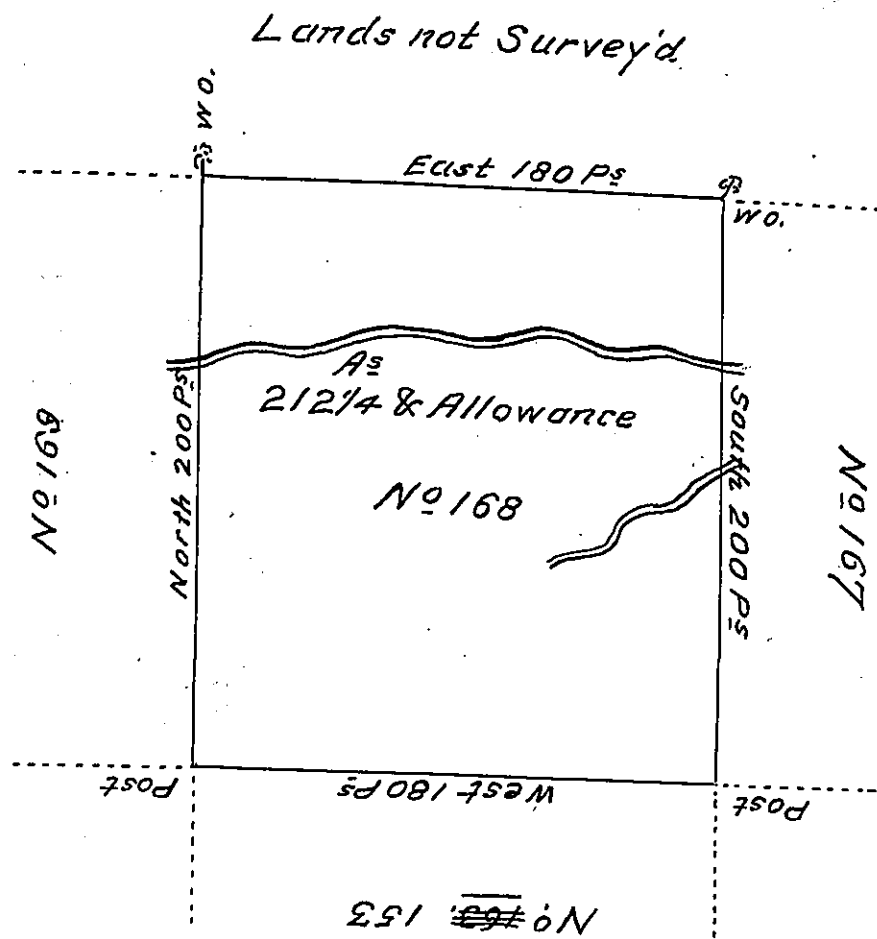 Lands not Survey'd
W O.
East 180 Ps
W O.
As
212 1/4 & Allowance
No 168
North 200 Ps
South 200 Ps
No 169
No 167
Post
West 180 Ps
Post
No. 153